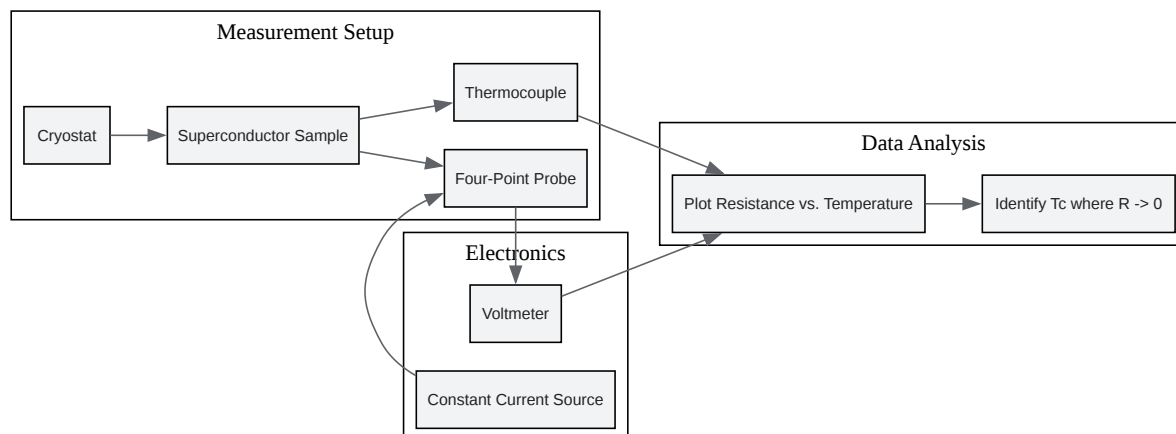 Measurement Setup
Thermocouple
Cryostat
Superconductor Sample
Four-Point Probe
Data Analysis
Plot Resistance vs. Temperature
Identify Tc where R -> 0
Electronics
Voltmeter
Constant Current Source